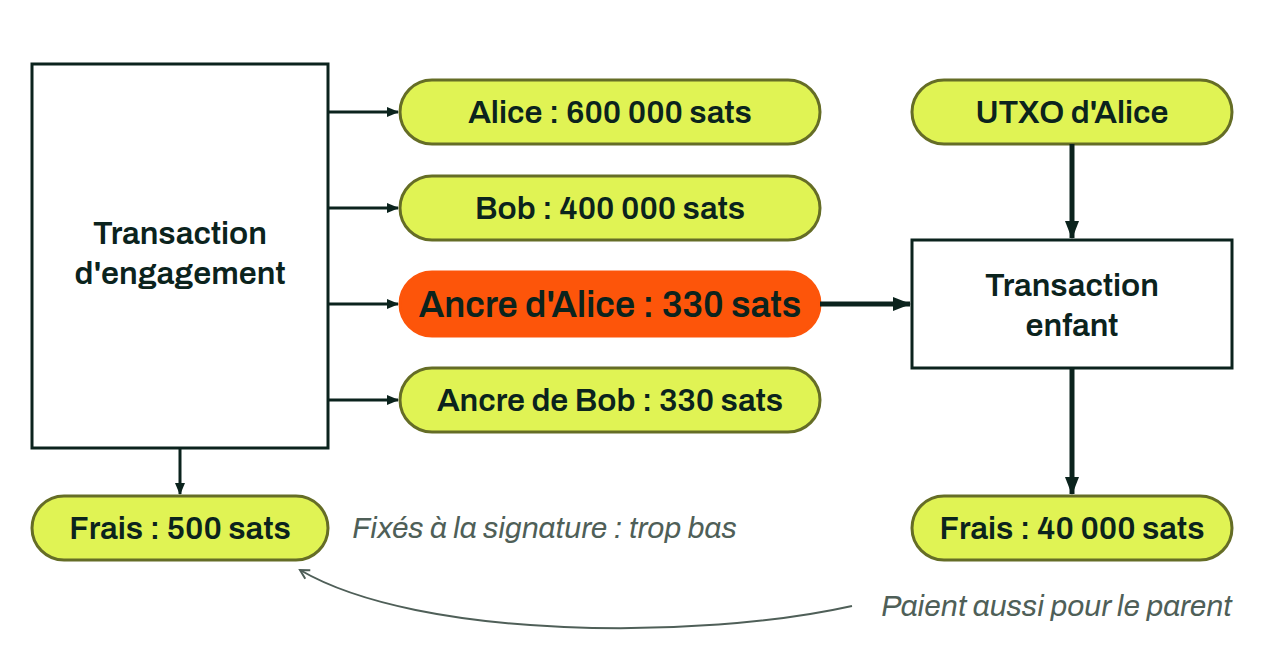 Transaction
d'engagement
Alice : 600 000 sats
Bob : 400 000 sats
Ancre d'Alice : 330 sats
Ancre de Bob : 330 sats
UTXO d'Alice
Transaction
enfant
Frais : 500 sats
Fixés à la signature : trop bas
Frais : 40 000 sats
Paient aussi pour le parent